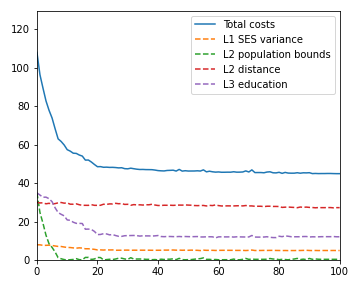 120
100
80
60
40
20
0
0
20
40
60
80
100
Total costs
L1 SES variance
L2 population bounds
L2 distance
L3 education